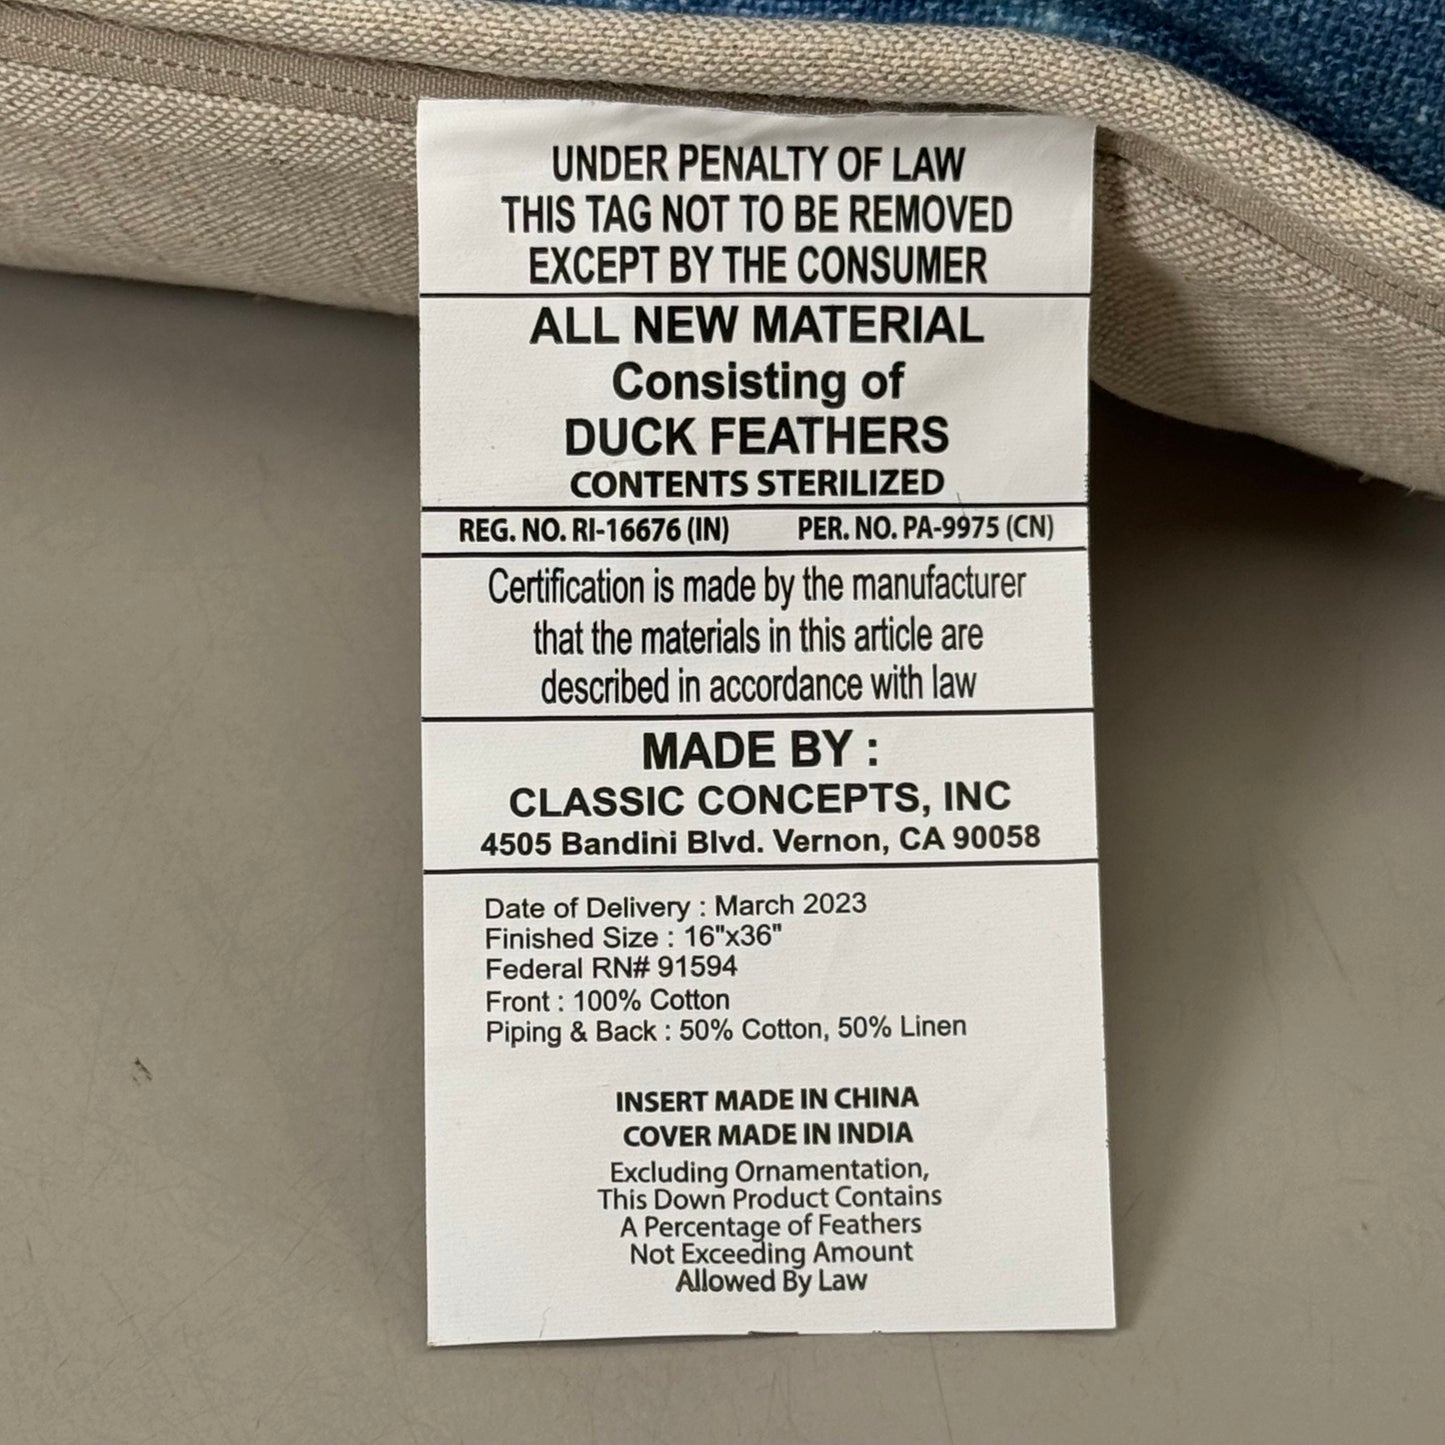 UNDER PENALTY OF LAW
THIS TAG NOT TO BE REMOVED
EXCEPT BY THE CONSUMER
ALL NEW MATERIAL
Consisting of
DUCK FEATHERS
CONTENTS STERILIZED
REG. NO. RI-16676 (IN) PER. NO. PA-9975 (CN)
Certification is made by the manufacturer
that the materials in this article are
described in accordance with law
MADE BY :
CLASSIC CONCEPTS, INC
4505 Bandini Blvd. Vernon, CA 90058
Date of Delivery : March 2023
Finished Size : 16"x36"
Federal RN# 91594
Front : 100% Cotton
Piping & Back : 50% Cotton, 50% Linen
INSERT MADE IN CHINA
COVER MADE IN INDIA
Excluding Ornamentation,
This Down Product Contains
A Percentage of Feathers
Not Exceeding Amount
Allowed By Law